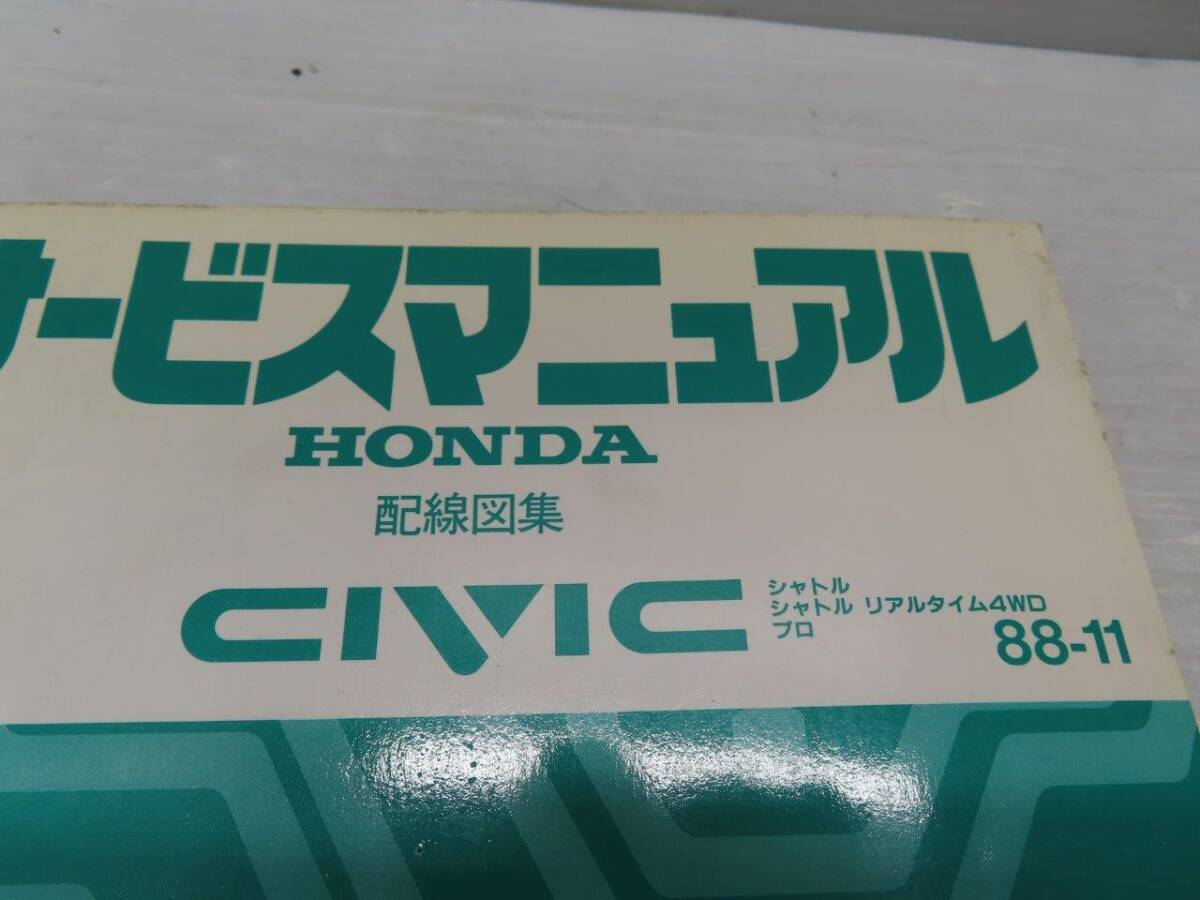 サービスマニュアル
HONDA
配線図集
CIVIC
シャトル
シャトル リアルタイム4WD
プロ
88-11